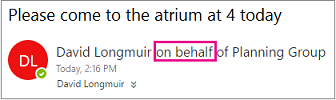 Please come to the atrium at 4 today
DL
David Longmuir on behalf of Planning Group
Today, 2:16 PM
David Longmuir